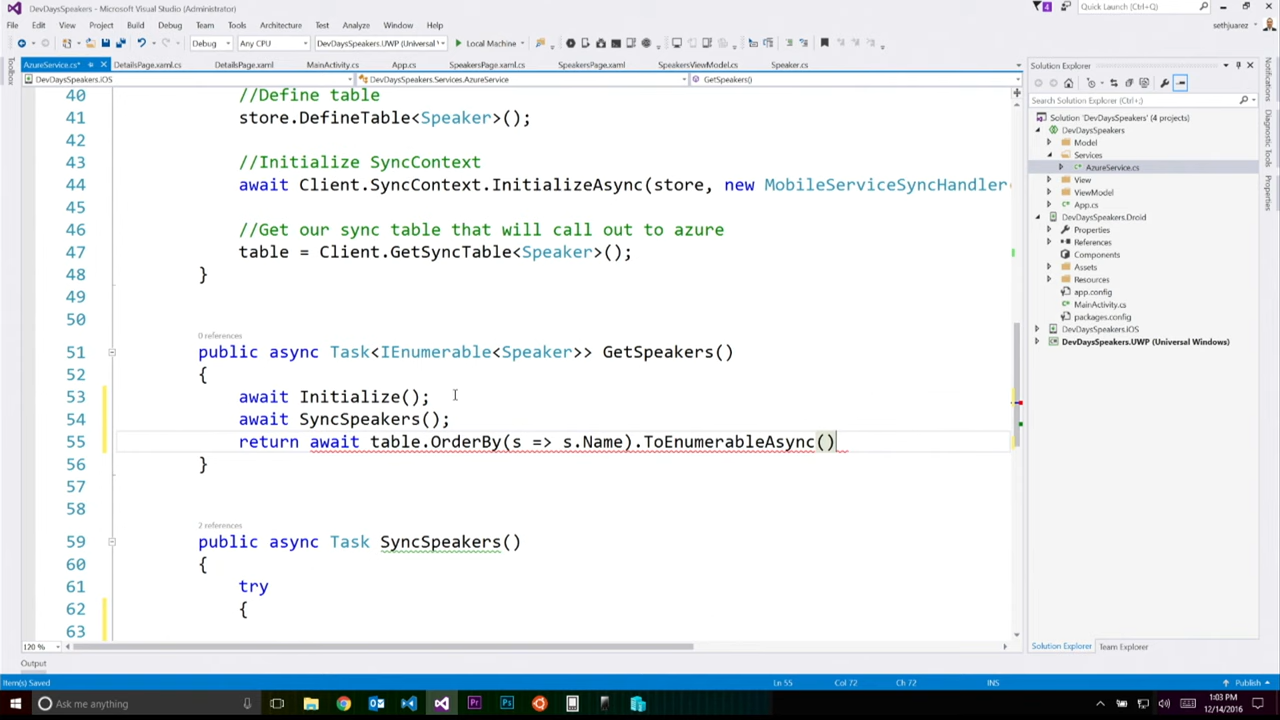 DevDaysSpeakers - Microsoft Visual Studio (Administrator)
4
Quick Launch (Ctrl+;)
File Edit View Project Build Debug Team Tools Architecture Test Analyze Window Help
sethjuarez
Debug Any CPU DevDaysSpeakers.UWP (Universal Local Machine
AzureService.cs* DetailsPage.xaml.cs DetailsPage.xaml MainActivity.cs App.cs SpeakersPage.xaml.cs SpeakersPage.xaml SpeakersViewModel.cs Speaker.cs
DevDaysSpeakers.iOS DevDaysSpeakers.Services.AzureService GetSpeakers()
Toolbox
40 //Define table
41 store.DefineTable<Speaker>();
42
43 //Initialize SyncContext
44 await Client.SyncContext.InitializeAsync(store, new MobileServiceSyncHandler
45
46 //Get our sync table that will call out to azure
47 table = Client.GetSyncTable<Speaker>();
48 }
49
50
0 references
51 public async Task<IEnumerable<Speaker>> GetSpeakers()
52 {
53 await Initialize();
54 await SyncSpeakers();
55 return await table.OrderBy(s => s.Name).ToEnumerableAsync()
56 }
57
58
2 references
59 public async Task SyncSpeakers()
60 {
61 try
62 {
63
120 %
Output
Solution Explorer
Search Solution Explorer (Ctrl+;)
Solution 'DevDaysSpeakers' (4 projects)
DevDaysSpeakers
Model
Services
AzureService.cs
View
ViewModel
App.cs
DevDaysSpeakers.Droid
Properties
References
Components
Assets
Resources
app.config
MainActivity.cs
packages.config
DevDaysSpeakers.iOS
DevDaysSpeakers.UWP (Universal Windows)
Solution Explorer Team Explorer
Notifications
Diagnostic Tools
Properties
Item(s) Saved Ln 55 Col 72 Ch 72 INS Publish
Ask me anything
1:03 PM
12/14/2016